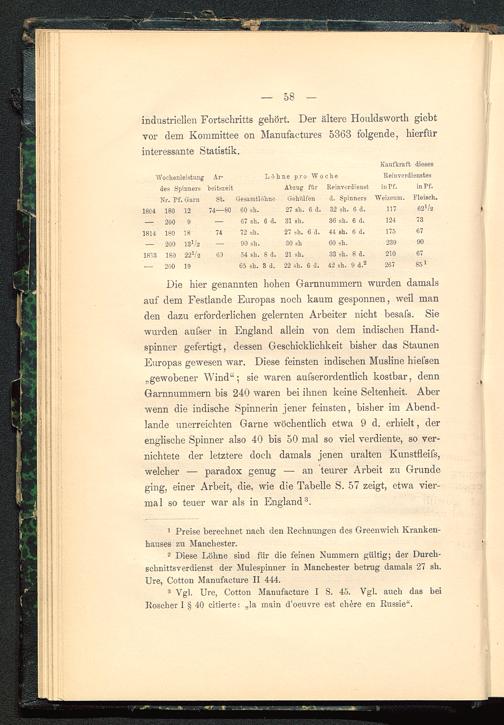 — 58 —
industriellen Fortschritts gehört. Der ältere Houldsworth giebt
vor dem Kommittee on Manufactures 5363 folgende, hierfür
interessante Statistik.
Kaufkraft dieses
Wochenleistung Ar- Löhne pro Woche Reinverdienstes
des Spinners beitszeit Abzug für Reinverdienst in Pf. in Pf.
Nr. Pf. Garn St. Gesamtlöhne Gehülfen d. Spinners Weizenm. Fleisch.
1804 180 12 74—80 60 sh. 27 sh. 6 d. 32 sh. 6 d. 117 62¹/₂
— 200 9 — 67 sh. 6 d. 31 sh. 36 sh. 6 d. 124 73
1814 180 18 74 72 sh. 27 sh. 6 d. 44 sh. 6 d. 175 67
— 200 13¹/₂ — 90 sh. 30 sh 60 sh. 239 90
1833 180 22¹/₂ 69 54 sh. 8 d. 21 sh. 33 sh. 8 d. 210 67
— 200 19 65 sh. 3 d. 22 sh. 6 d. 42 sh. 9 d.² 267 85¹
Die hier genannten hohen Garnnummern wurden damals
auf dem Festlande Europas noch kaum gesponnen, weil man
den dazu erforderlichen gelernten Arbeiter nicht besaſs. Sie
wurden auſser in England allein von dem indischen Hand-
spinner gefertigt, dessen Geschicklichkeit bisher das Staunen
Europas gewesen war. Diese feinsten indischen Musline hieſsen
„gewobener Wind“; sie waren auſserordentlich kostbar, denn
Garnnummern bis 240 waren bei ihnen keine Seltenheit. Aber
wenn die indische Spinnerin jener feinsten, bisher im Abend-
lande unerreichten Garne wöchentlich etwa 9 d. erhielt, der
englische Spinner also 40 bis 50 mal so viel verdiente, so ver-
nichtete der letztere doch damals jenen uralten Kunstfleiſs,
welcher — paradox genug — an teurer Arbeit zu Grunde
ging, einer Arbeit, die, wie die Tabelle S. 57 zeigt, etwa vier-
mal so teuer war als in England³.
¹ Preise berechnet nach den Rechnungen des Greenwich Kranken-
hauses zu Manchester.
² Diese Löhne sind für die feinen Nummern gültig; der Durch-
schnittsverdienst der Mulespinner in Manchester betrug damals 27 sh.
Ure, Cotton Manufacture II 444.
³ Vgl. Ure, Cotton Manufacture I S. 45. Vgl. auch das bei
Roscher I § 40 citierte: „la main d'oeuvre est chère en Russie“.